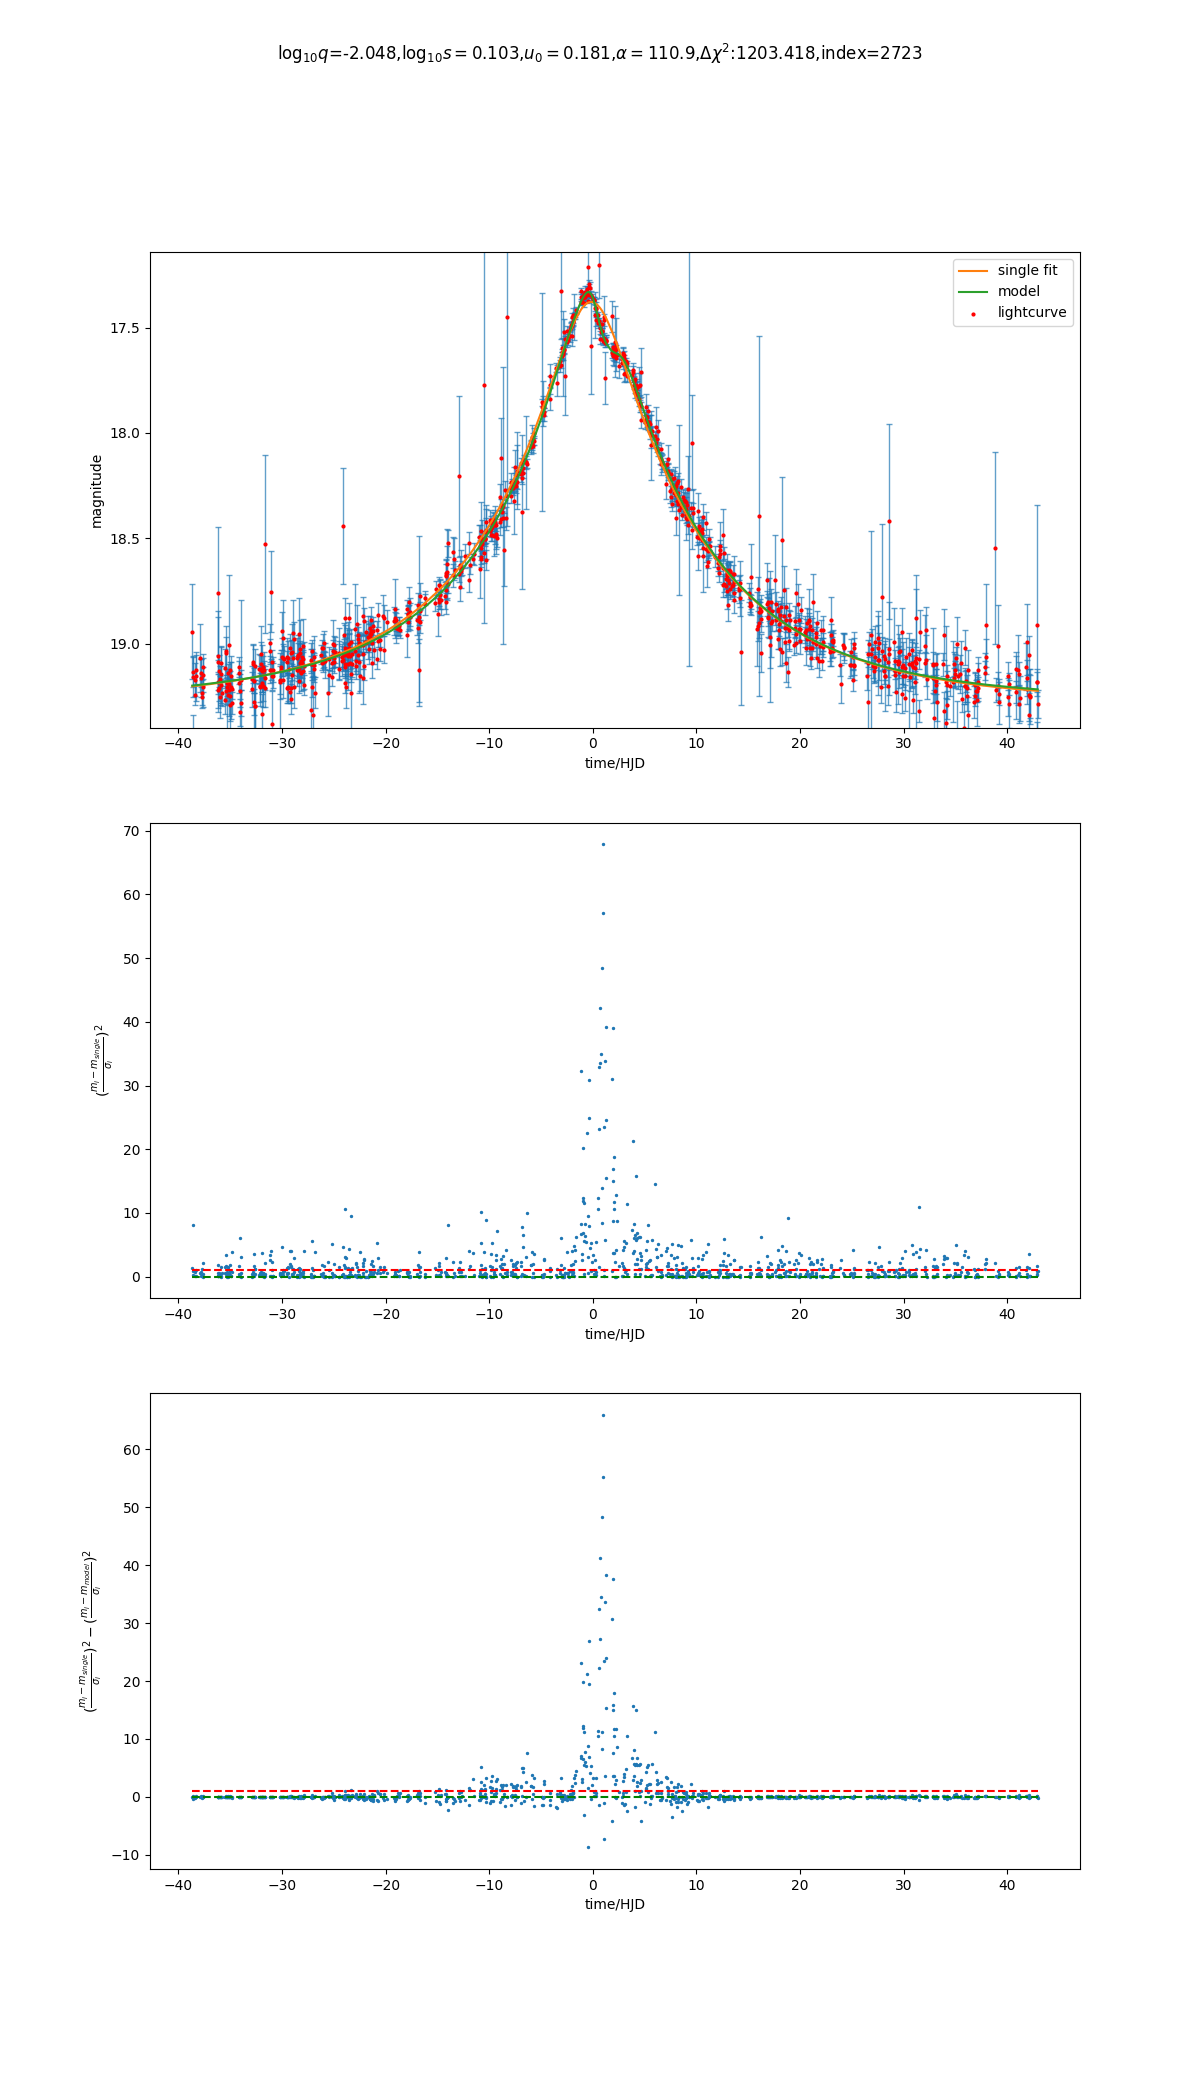 log₁₀q=-2.048,log₁₀s = 0.103,u₀ = 0.181,α = 110.9,Δχ²:1203.418,index=2723
single fit
model
lightcurve
17.5
18.0
18.5
19.0
magnitude
−40 −30 −20 −10 0 10 20 30 40
time/HJD
70
60
50
40
30
20
10
0
((mᵢ − m_single)/σᵢ)²
−40 −30 −20 −10 0 10 20 30 40
time/HJD
60
50
40
30
20
10
0
−10
((mᵢ − m_single)/σᵢ)² − ((mᵢ − m_model)/σᵢ)²
−40 −30 −20 −10 0 10 20 30 40
time/HJD